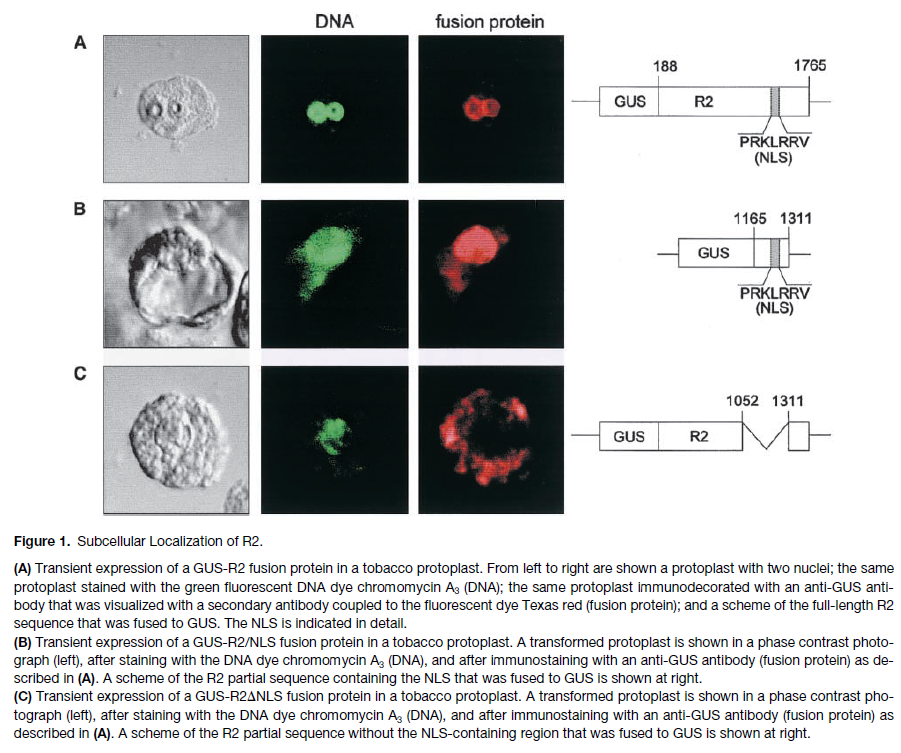 DNA fusion protein
A
188 1765
GUS R2
PRKLRRV
(NLS)
B
1165 1311
GUS
PRKLRRV
(NLS)
C
1052 1311
GUS R2
Figure 1. Subcellular Localization of R2.
(A) Transient expression of a GUS-R2 fusion protein in a tobacco protoplast. From left to right are shown a protoplast with two nuclei; the same
protoplast stained with the green fluorescent DNA dye chromomycin A₃ (DNA); the same protoplast immunodecorated with an anti-GUS anti-
body that was visualized with a secondary antibody coupled to the fluorescent dye Texas red (fusion protein); and a scheme of the full-length R2
sequence that was fused to GUS. The NLS is indicated in detail.
(B) Transient expression of a GUS-R2/NLS fusion protein in a tobacco protoplast. A transformed protoplast is shown in a phase contrast photo-
graph (left), after staining with the DNA dye chromomycin A₃ (DNA), and after immunostaining with an anti-GUS antibody (fusion protein) as de-
scribed in (A). A scheme of the R2 partial sequence containing the NLS that was fused to GUS is shown at right.
(C) Transient expression of a GUS-R2ΔNLS fusion protein in a tobacco protoplast. A transformed protoplast is shown in a phase contrast pho-
tograph (left), after staining with the DNA dye chromomycin A₃ (DNA), and after immunostaining with an anti-GUS antibody (fusion protein) as
described in (A). A scheme of the R2 partial sequence without the NLS-containing region that was fused to GUS is shown at right.